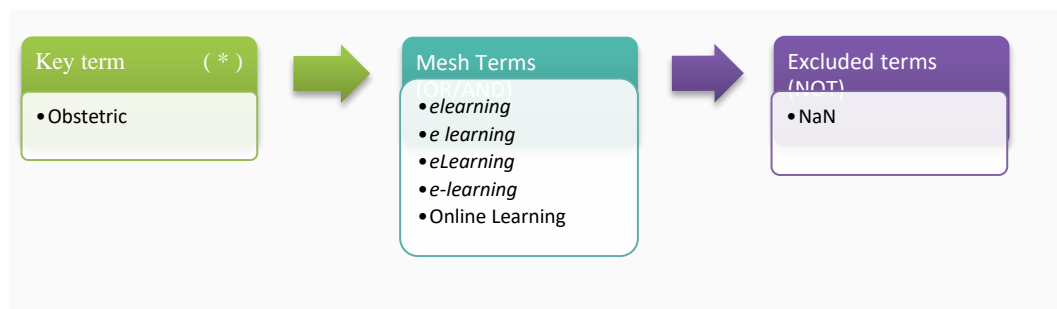 Key term ( * )
• Obstetric
Mesh Terms
(OR/AND)
• elearning
• e learning
• eLearning
• e-learning
• Online Learning
Excluded terms
(NOT)
• NaN